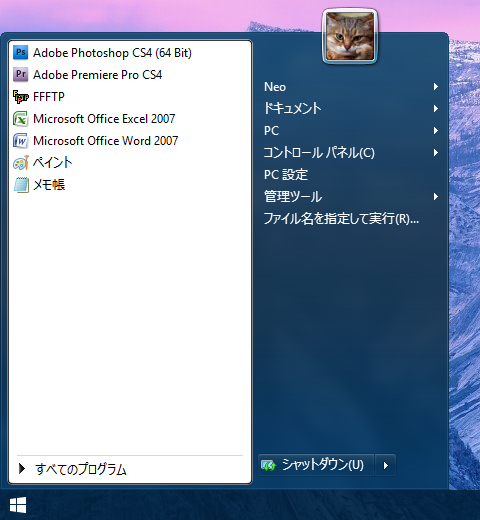 Adobe Photoshop CS4 (64 Bit)
Adobe Premiere Pro CS4
FFFTP
Microsoft Office Excel 2007
Microsoft Office Word 2007
ペイント
メモ帳
すべてのプログラム
Neo
ドキュメント
PC
コントロール パネル(C)
PC 設定
管理ツール
ファイル名を指定して実行(R)...
シャットダウン(U)